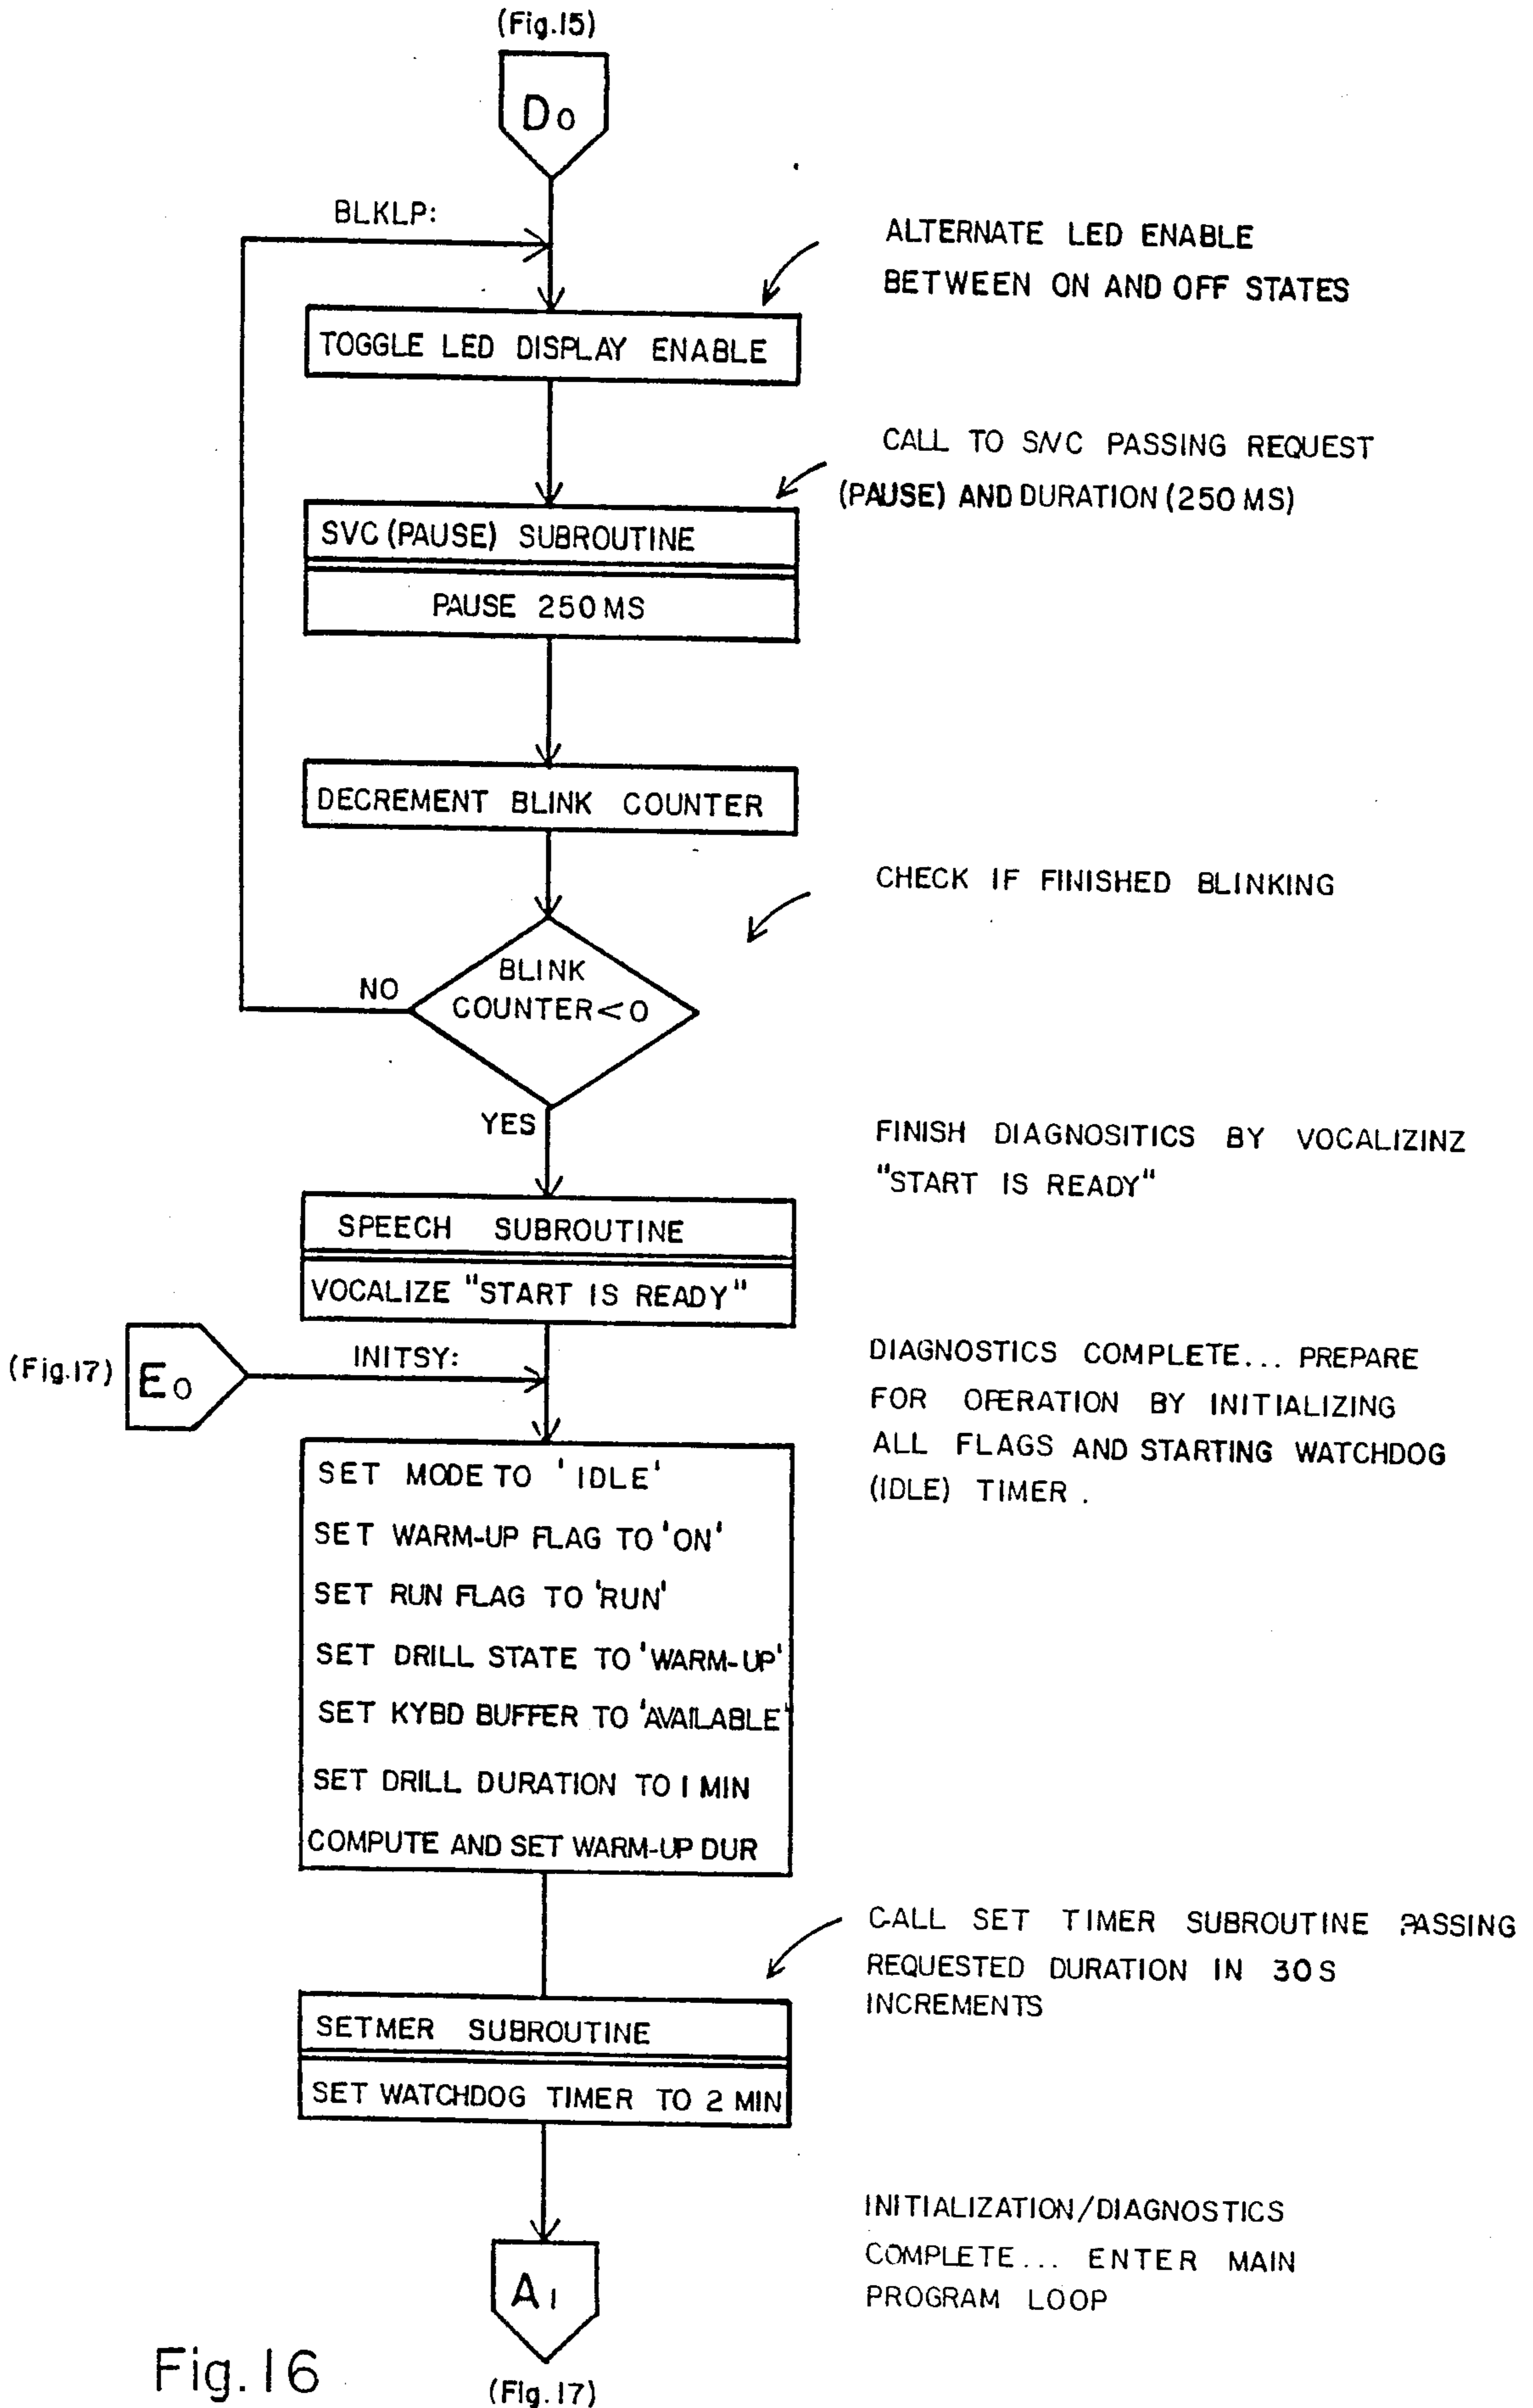 (Fig.15)
D0
BLKLP:
ALTERNATE LED ENABLE
BETWEEN ON AND OFF STATES
TOGGLE LED DISPLAY ENABLE
CALL TO SVC PASSING REQUEST
(PAUSE) AND DURATION (250 MS)
SVC (PAUSE) SUBROUTINE
PAUSE 250 MS
DECREMENT BLINK COUNTER
CHECK IF FINISHED BLINKING
BLINK
COUNTER < 0
NO
YES
FINISH DIAGNOSITICS BY VOCALIZINZ
"START IS READY"
SPEECH SUBROUTINE
VOCALIZE "START IS READY"
(Fig.17)
E0
INITSY:
DIAGNOSTICS COMPLETE... PREPARE
FOR OPERATION BY INITIALIZING
ALL FLAGS AND STARTING WATCHDOG
(IDLE) TIMER.
SET MODE TO 'IDLE'
SET WARM-UP FLAG TO 'ON'
SET RUN FLAG TO 'RUN'
SET DRILL STATE TO 'WARM-UP'
SET KYBD BUFFER TO 'AVAILABLE'
SET DRILL DURATION TO 1 MIN
COMPUTE AND SET WARM-UP DUR
CALL SET TIMER SUBROUTINE PASSING
REQUESTED DURATION IN 30S
INCREMENTS
SETMER SUBROUTINE
SET WATCHDOG TIMER TO 2 MIN
INITIALIZATION/DIAGNOSTICS
COMPLETE... ENTER MAIN
PROGRAM LOOP
A1
(Fig.17)
Fig.16